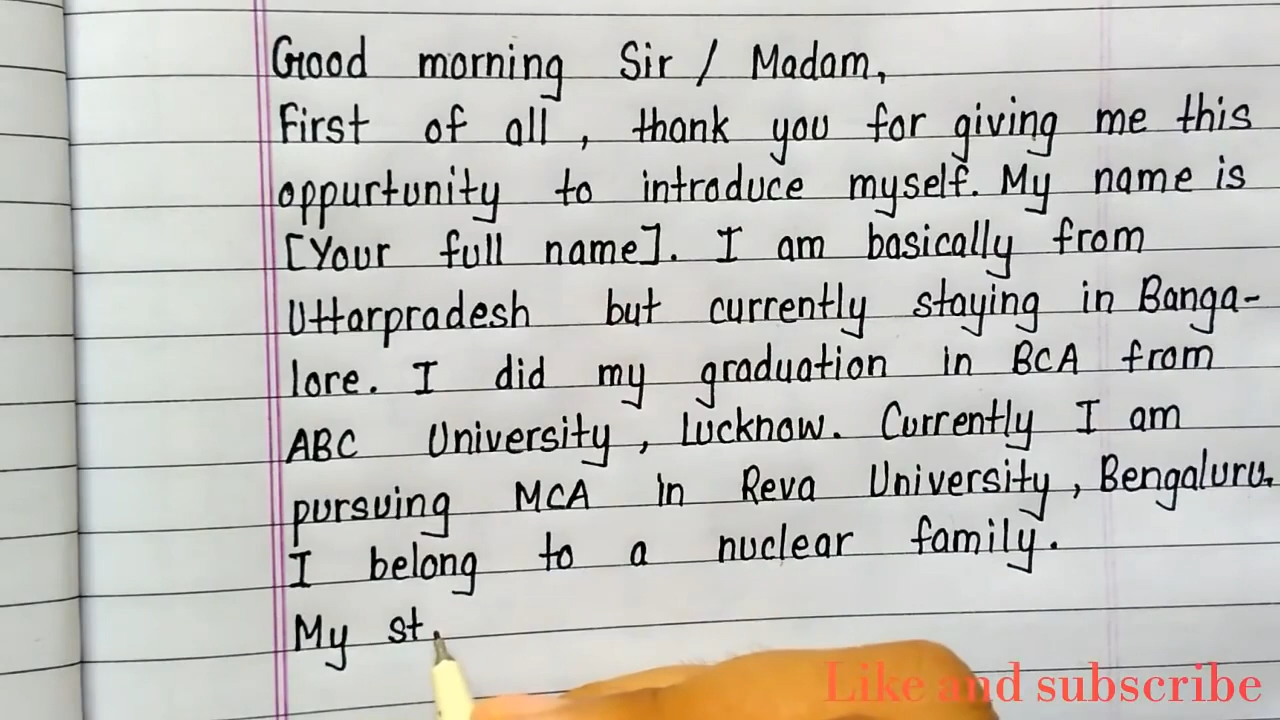 Good morning Sir / Madam,
First of all, thank you for giving me this
oppurtunity to introduce myself. My name is
[Your full name]. I am basically from
Uttarpradesh but currently staying in Banga-
lore. I did my graduation in BCA from
ABC University, Lucknow. Currently I am
pursuing MCA in Reva University, Bengaluru.
I belong to a nuclear family.
My st
Like and subscribe